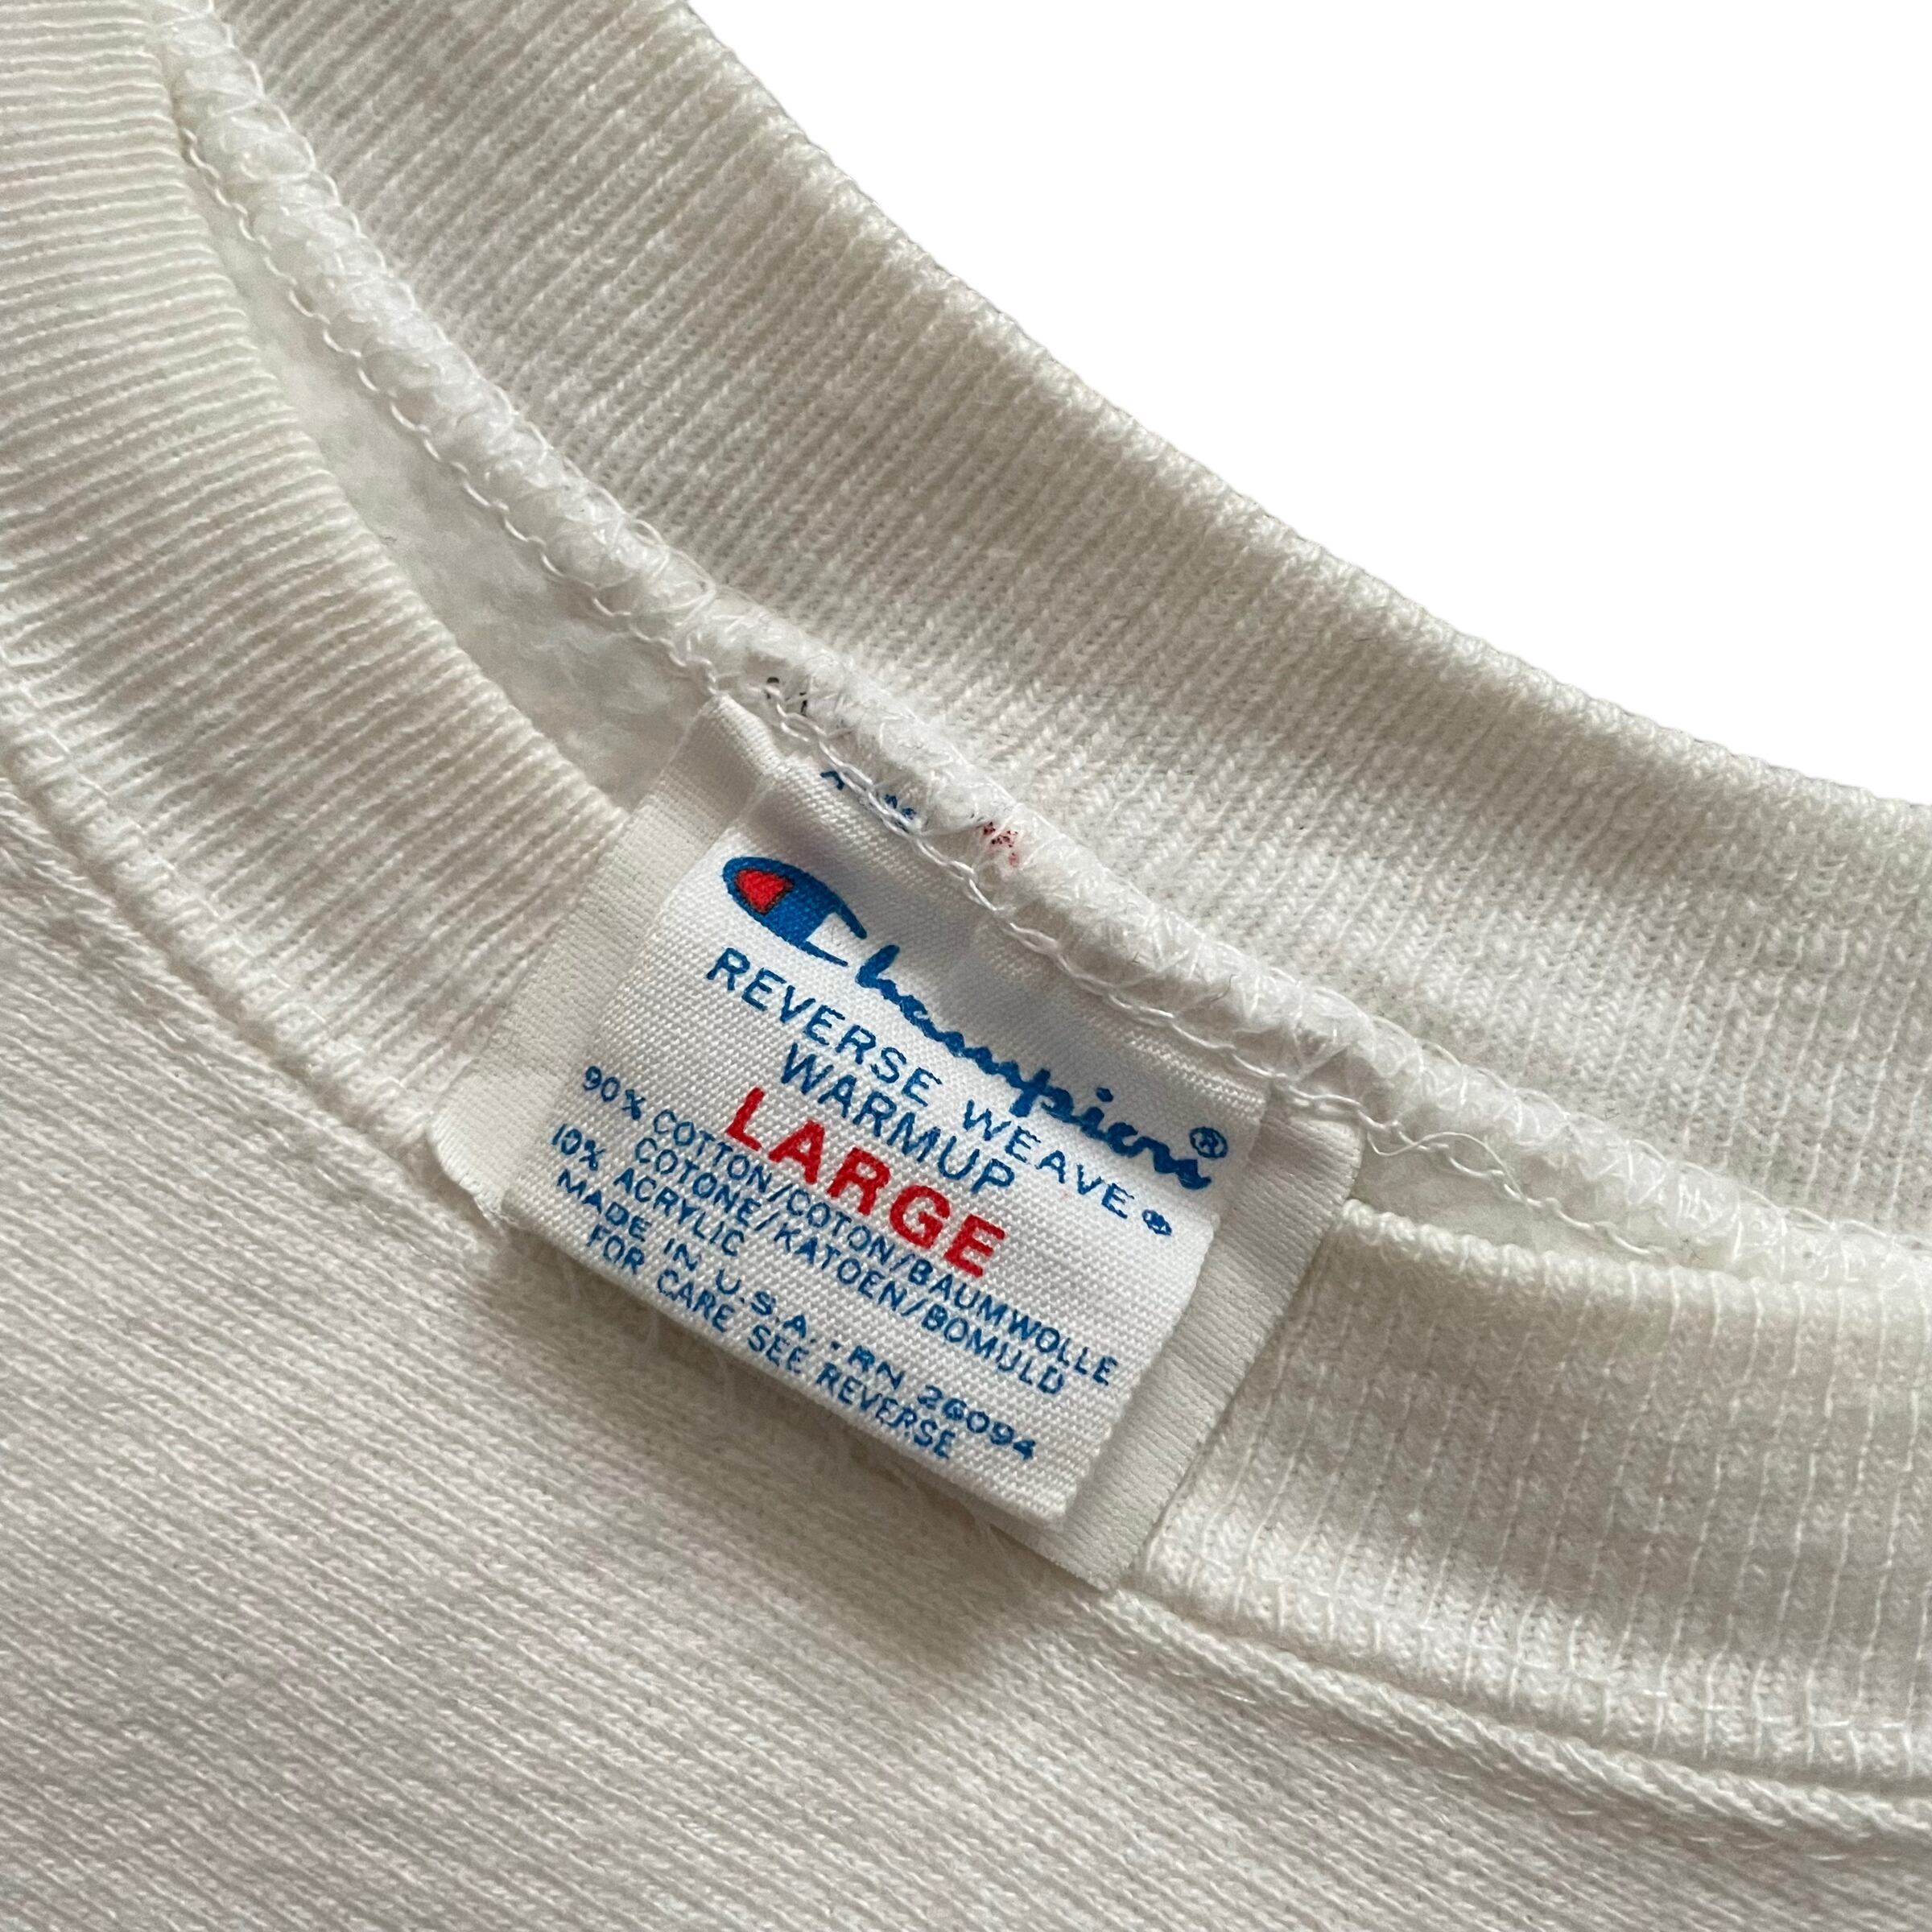 Champion®
REVERSE WEAVE®
WARMUP
LARGE
90% COTTON/COTON/BAUMWOLLE
COTONE/KATOEN/BOMULD
10% ACRYLIC
MADE IN U.S.A. · RN 26094
FOR CARE SEE REVERSE